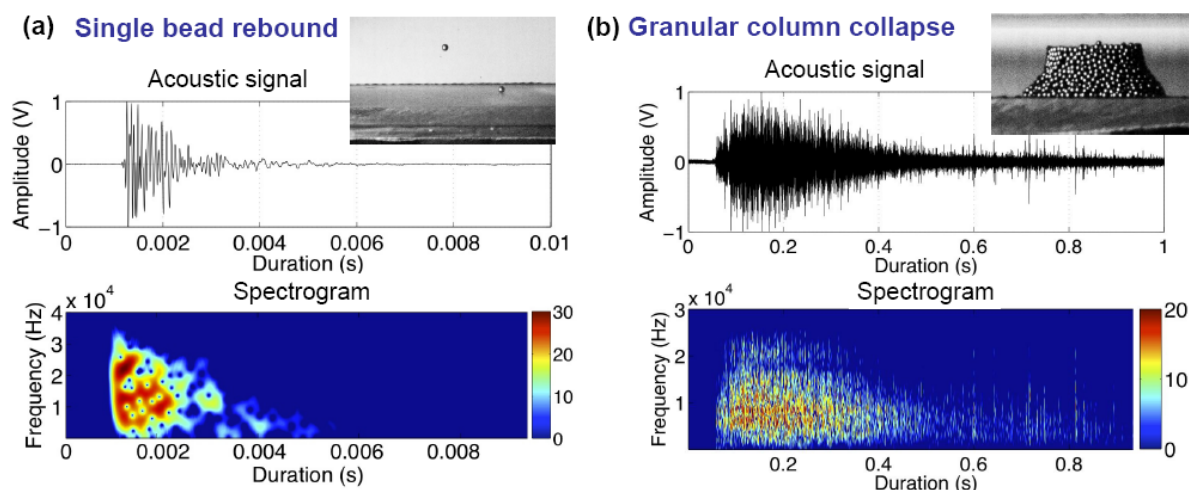 (a) Single bead rebound
Acoustic signal
Amplitude (V)
1
0
−1
0 0.002 0.004 0.006 0.008 0.01
Duration (s)
Spectrogram
x 10⁴
Frequency (Hz)
4
3
2
1
0 0.002 0.004 0.006 0.008
Duration (s)
30
20
10
0
(b) Granular column collapse
Acoustic signal
Amplitude (V)
1
0
−1
0 0.2 0.4 0.6 0.8 1
Duration (s)
Spectrogram
x 10⁴
Frequency (Hz)
3
2
1
0.2 0.4 0.6 0.8
Duration (s)
20
10
0